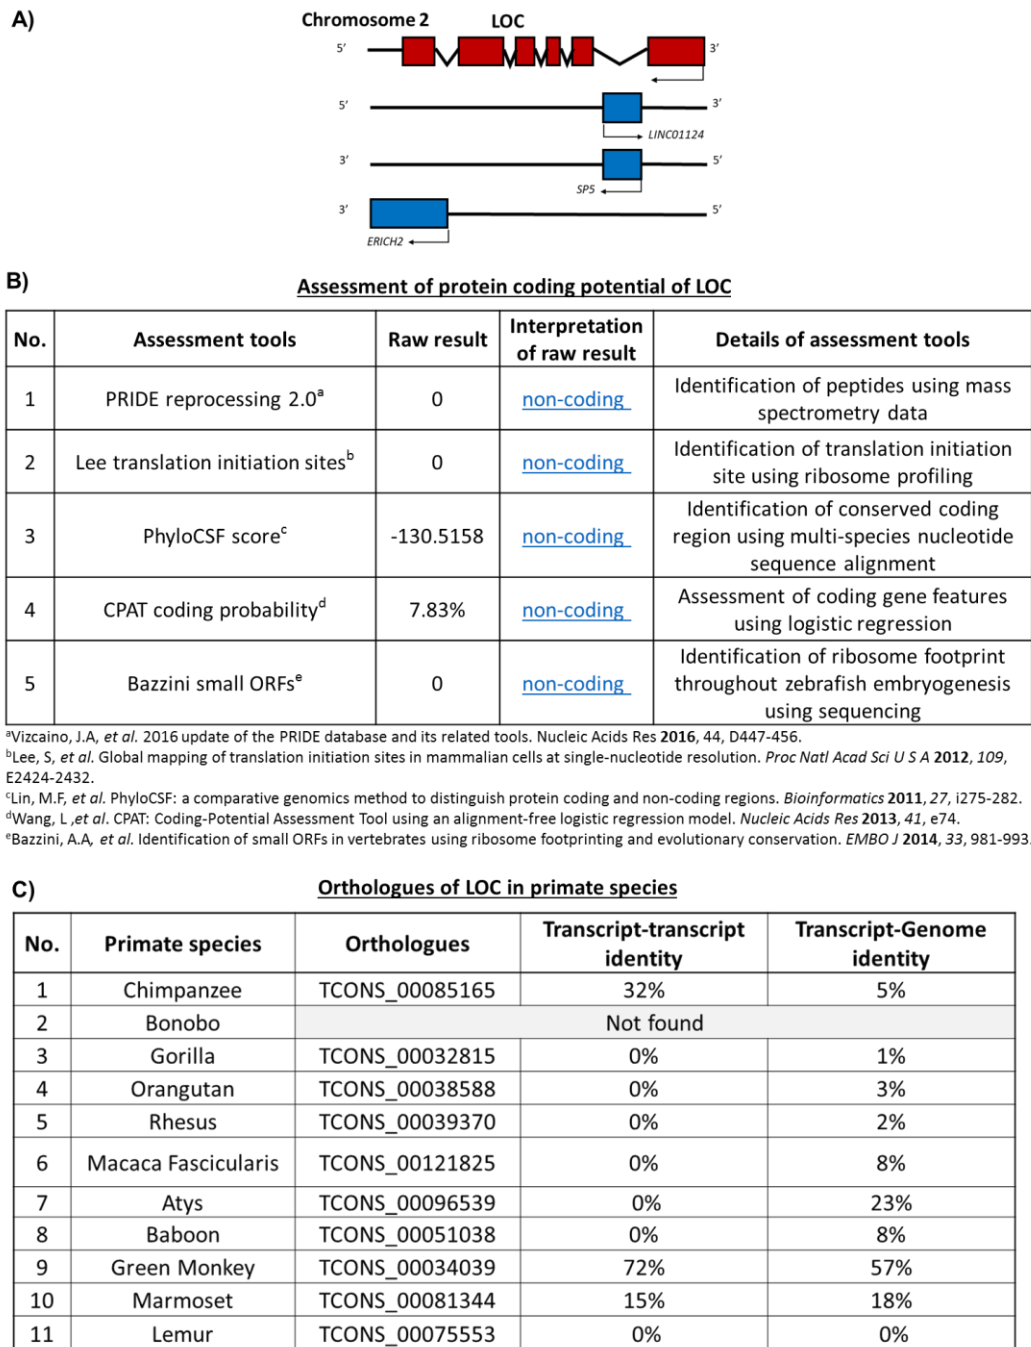 A)
Chromosome 2
LOC
5′
3′
5′
3′
LINC01124
3′
5′
SP5
3′
5′
ERICH2
B)
Assessment of protein coding potential of LOC
No. Assessment tools Raw result Interpretation of raw result Details of assessment tools
1 PRIDE reprocessing 2.0ᵃ 0 non-coding Identification of peptides using mass spectrometry data
2 Lee translation initiation sitesᵇ 0 non-coding Identification of translation initiation site using ribosome profiling
3 PhyloCSF scoreᶜ -130.5158 non-coding Identification of conserved coding region using multi-species nucleotide sequence alignment
4 CPAT coding probabilityᵈ 7.83% non-coding Assessment of coding gene features using logistic regression
5 Bazzini small ORFsᵉ 0 non-coding Identification of ribosome footprint throughout zebrafish embryogenesis using sequencing
ᵃVizcaino, J.A, et al. 2016 update of the PRIDE database and its related tools. Nucleic Acids Res 2016, 44, D447-456.
ᵇLee, S, et al. Global mapping of translation initiation sites in mammalian cells at single-nucleotide resolution. Proc Natl Acad Sci U S A 2012, 109,
E2424-2432.
ᶜLin, M.F, et al. PhyloCSF: a comparative genomics method to distinguish protein coding and non-coding regions. Bioinformatics 2011, 27, i275-282.
ᵈWang, L ,et al. CPAT: Coding-Potential Assessment Tool using an alignment-free logistic regression model. Nucleic Acids Res 2013, 41, e74.
ᵉBazzini, A.A, et al. Identification of small ORFs in vertebrates using ribosome footprinting and evolutionary conservation. EMBO J 2014, 33, 981-993.
C)
Orthologues of LOC in primate species
No. Primate species Orthologues Transcript-transcript identity Transcript-Genome identity
1 Chimpanzee TCONS_00085165 32% 5%
2 Bonobo Not found
3 Gorilla TCONS_00032815 0% 1%
4 Orangutan TCONS_00038588 0% 3%
5 Rhesus TCONS_00039370 0% 2%
6 Macaca Fascicularis TCONS_00121825 0% 8%
7 Atys TCONS_00096539 0% 23%
8 Baboon TCONS_00051038 0% 8%
9 Green Monkey TCONS_00034039 72% 57%
10 Marmoset TCONS_00081344 15% 18%
11 Lemur TCONS_00075553 0% 0%